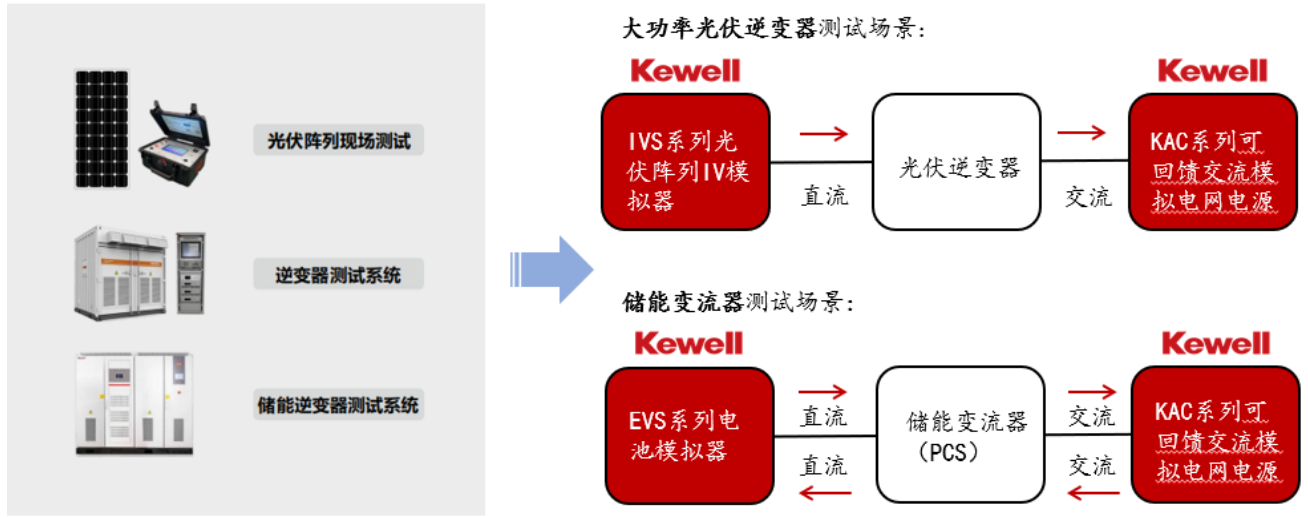 光伏阵列现场测试
逆变器测试系统
储能逆变器测试系统
大功率光伏逆变器测试场景：
Kewell
Kewell
IVS系列光
伏阵列IV模
拟器
直流
光伏逆变器
交流
KAC系列可
回馈交流模
拟电网电源
储能变流器测试场景：
Kewell
Kewell
EVS系列电
池模拟器
直流
直流
储能变流器
（PCS）
交流
交流
KAC系列可
回馈交流模
拟电网电源